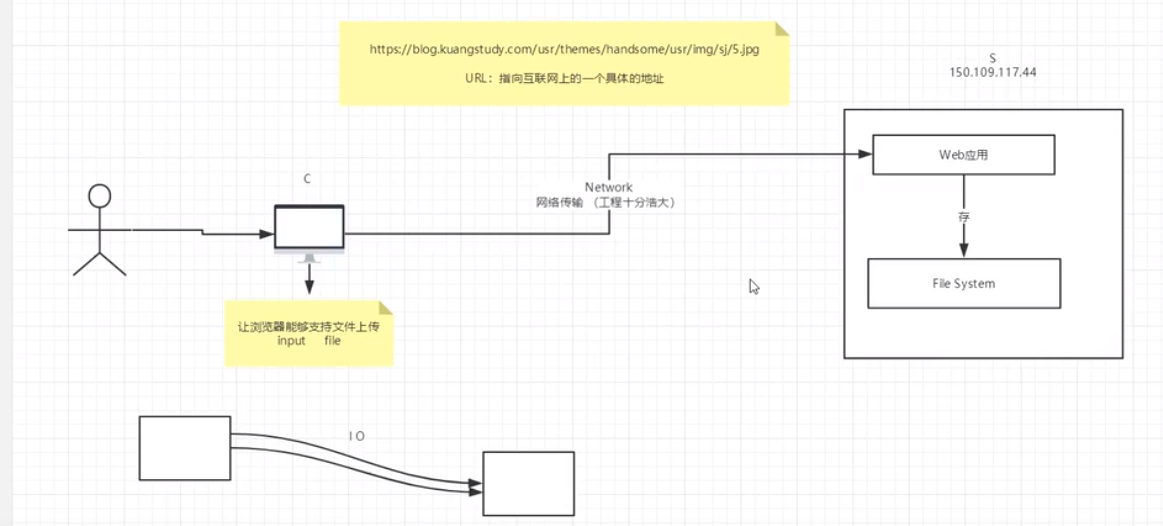 https://blog.kuangstudy.com/usr/themes/handsome/usr/img/sj/5.jpg
URL：指向互联网上的一个具体的地址
S
150.109.117.44
Web应用
C
Network
网络传输 （工程十分浩大）
存
File System
让浏览器能够支持文件上传
input file
I O